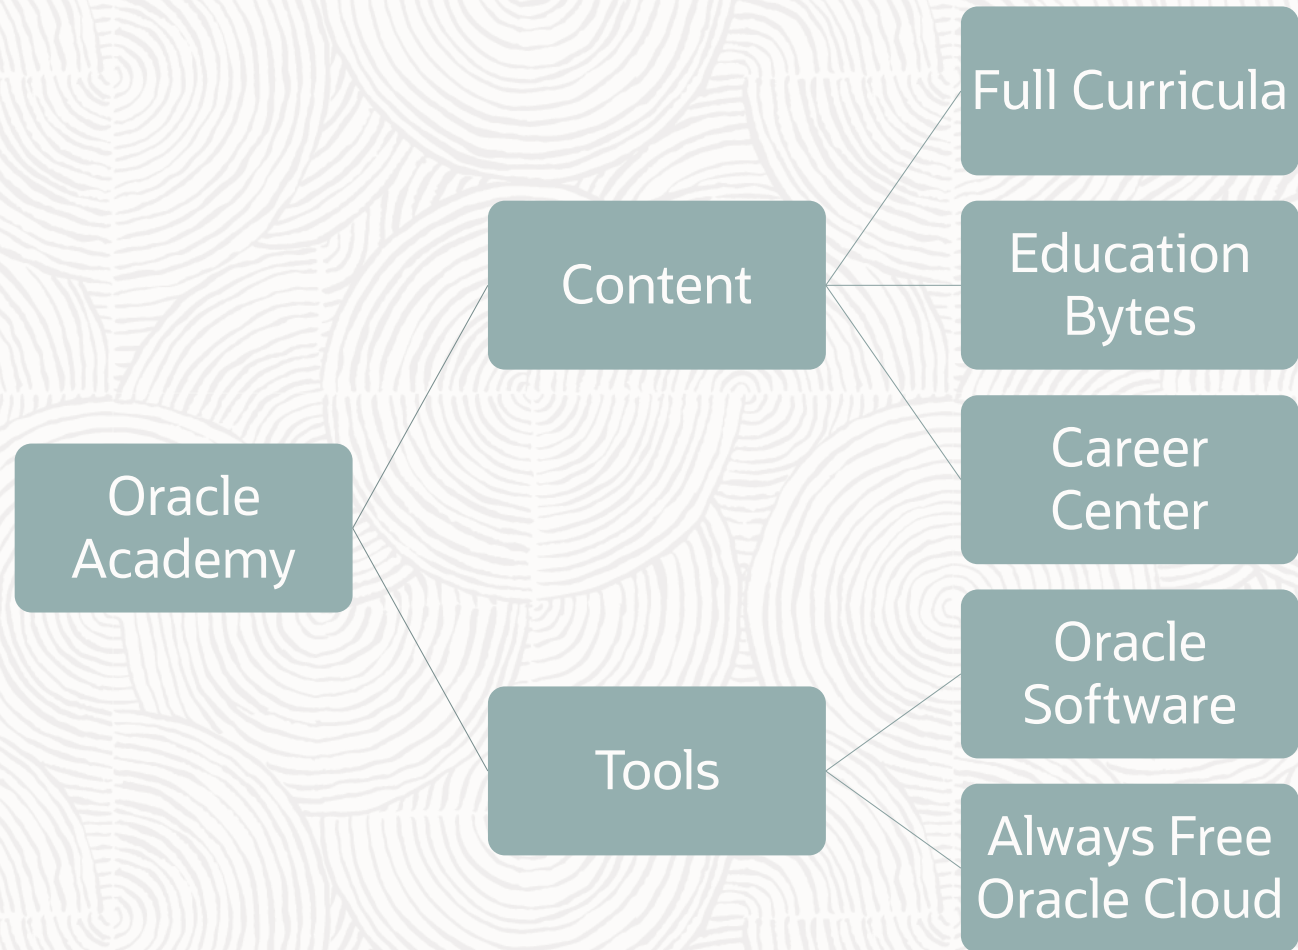 Full Curricula
Education
Bytes
Content
Career
Center
Oracle
Academy
Oracle
Software
Tools
Always Free
Oracle Cloud